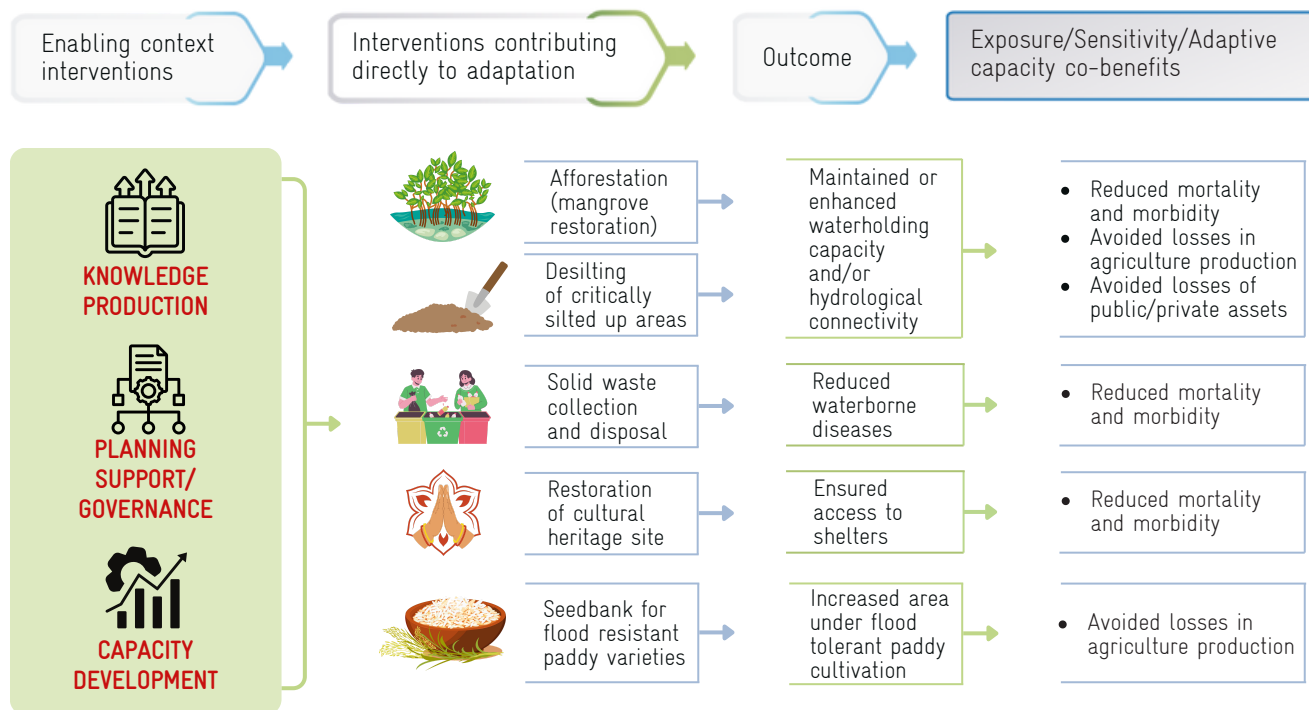 Enabling context
interventions
Interventions contributing
directly to adaptation
Outcome
Exposure/Sensitivity/Adaptive
capacity co-benefits
KNOWLEDGE
PRODUCTION
PLANNING
SUPPORT/
GOVERNANCE
CAPACITY
DEVELOPMENT
Afforestation
(mangrove
restoration)
Desilting
of critically
silted up areas
Maintained or
enhanced
waterholding
capacity
and/or
hydrological
connectivity
• Reduced mortality
and morbidity
• Avoided losses in
agriculture production
• Avoided losses of
public/private assets
Solid waste
collection
and disposal
Reduced
waterborne
diseases
• Reduced mortality
and morbidity
Restoration
of cultural
heritage site
Ensured
access to
shelters
• Reduced mortality
and morbidity
Seedbank for
flood resistant
paddy varieties
Increased area
under flood
tolerant paddy
cultivation
• Avoided losses in
agriculture production